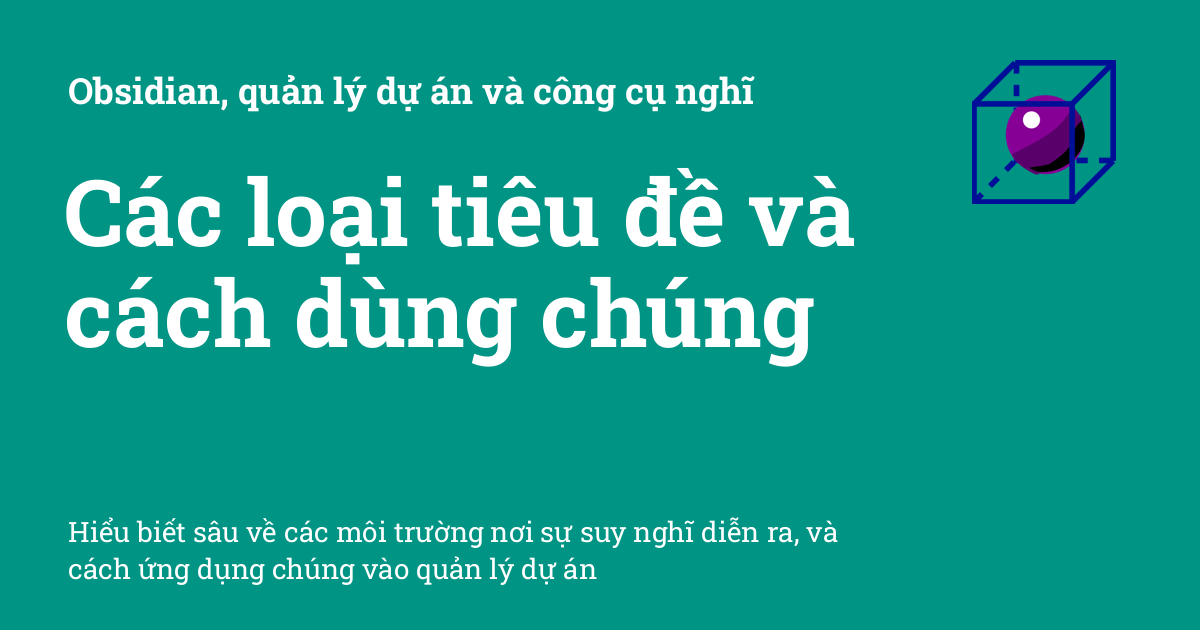 Obsidian, quản lý dự án và công cụ nghĩ
Các loại tiêu đề và
cách dùng chúng
Hiểu biết sâu về các môi trường nơi sự suy nghĩ diễn ra, và
cách ứng dụng chúng vào quản lý dự án